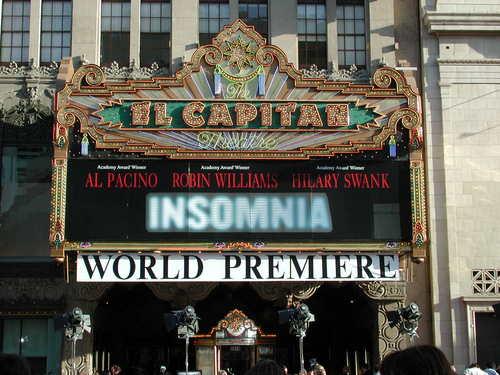 The
EL CAPITAN
Theatre
Academy Award Winner Academy Award Winner Academy Award Winner
AL PACINO ROBIN WILLIAMS HILARY SWANK
INSOMNIA
WORLD PREMIERE